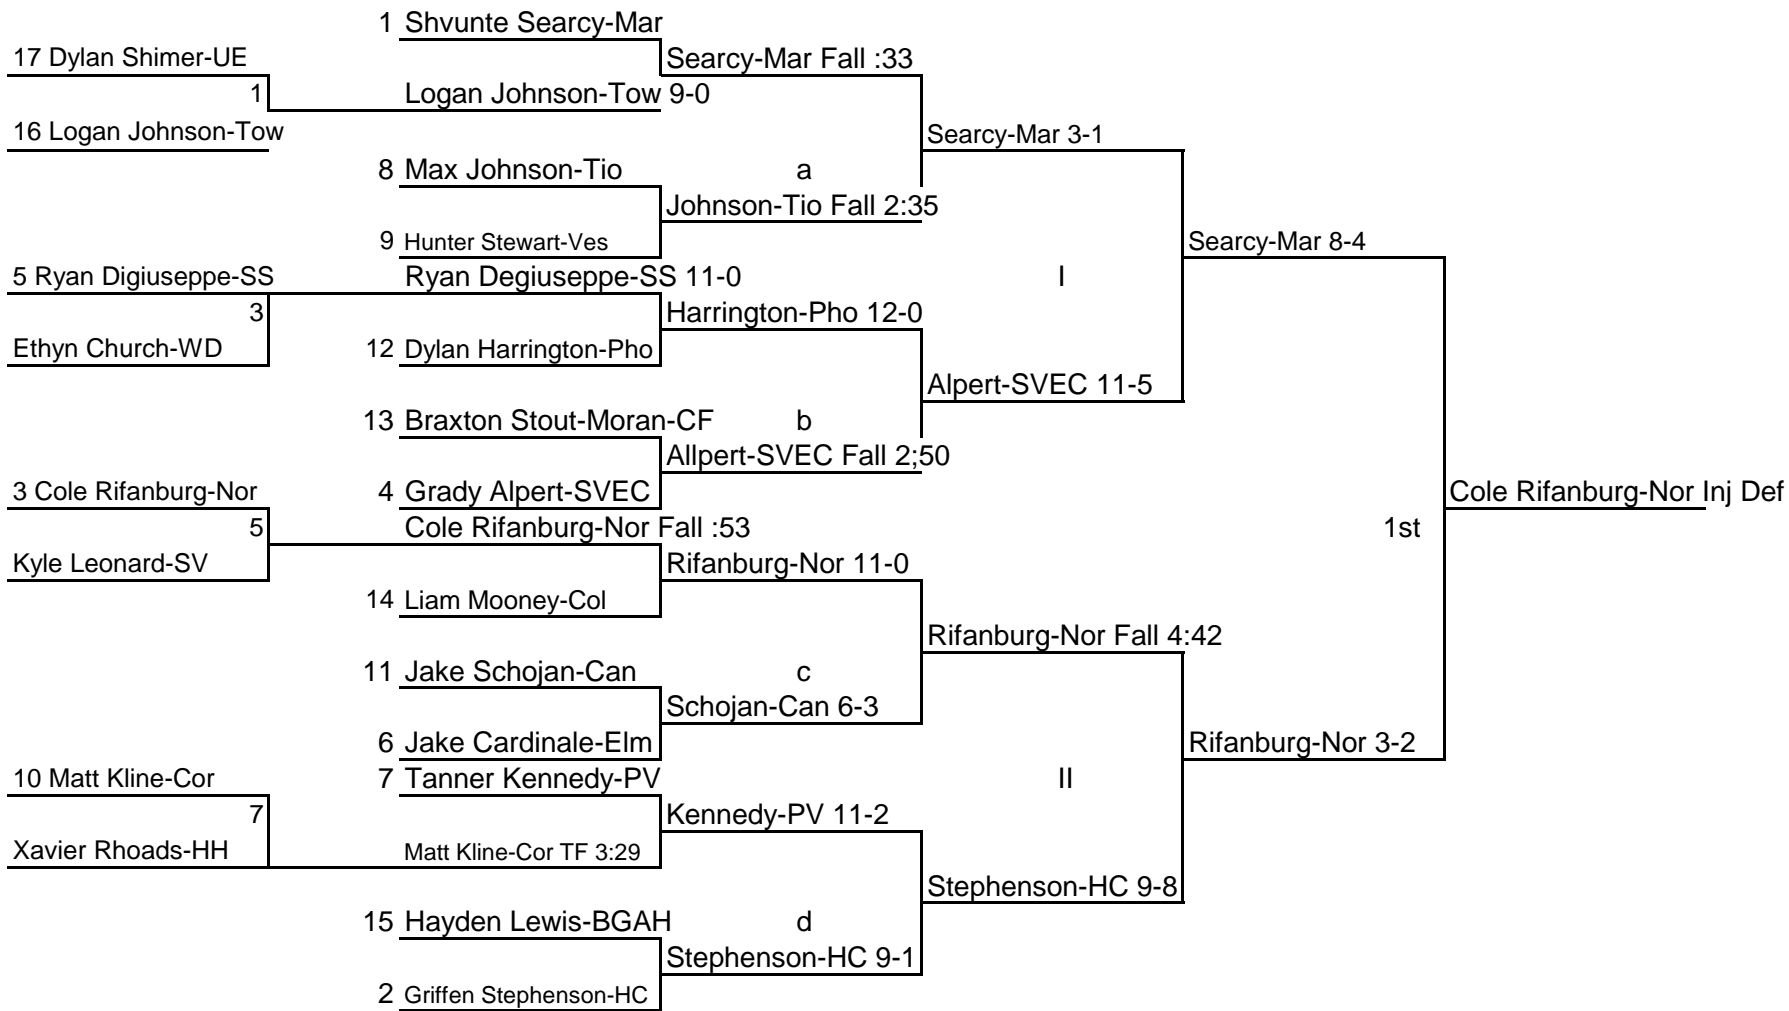 1 Shvunte Searcy-Mar
17 Dylan Shimer-UE
Searcy-Mar Fall :33
1
Logan Johnson-Tow 9-0
16 Logan Johnson-Tow
Searcy-Mar 3-1
8 Max Johnson-Tio
a
Johnson-Tio Fall 2:35
9 Hunter Stewart-Ves
Searcy-Mar 8-4
5 Ryan Digiuseppe-SS
Ryan Degiuseppe-SS 11-0
I
3
Harrington-Pho 12-0
Ethyn Church-WD
12 Dylan Harrington-Pho
Alpert-SVEC 11-5
13 Braxton Stout-Moran-CF
b
Allpert-SVEC Fall 2;50
3 Cole Rifanburg-Nor
4 Grady Alpert-SVEC
Cole Rifanburg-Nor Inj Def
5
Cole Rifanburg-Nor Fall :53
1st
Kyle Leonard-SV
Rifanburg-Nor 11-0
14 Liam Mooney-Col
Rifanburg-Nor Fall 4:42
11 Jake Schojan-Can
c
Schojan-Can 6-3
6 Jake Cardinale-Elm
Rifanburg-Nor 3-2
10 Matt Kline-Cor
7 Tanner Kennedy-PV
II
7
Kennedy-PV 11-2
Xavier Rhoads-HH
Matt Kline-Cor TF 3:29
Stephenson-HC 9-8
15 Hayden Lewis-BGAH
d
Stephenson-HC 9-1
2 Griffen Stephenson-HC